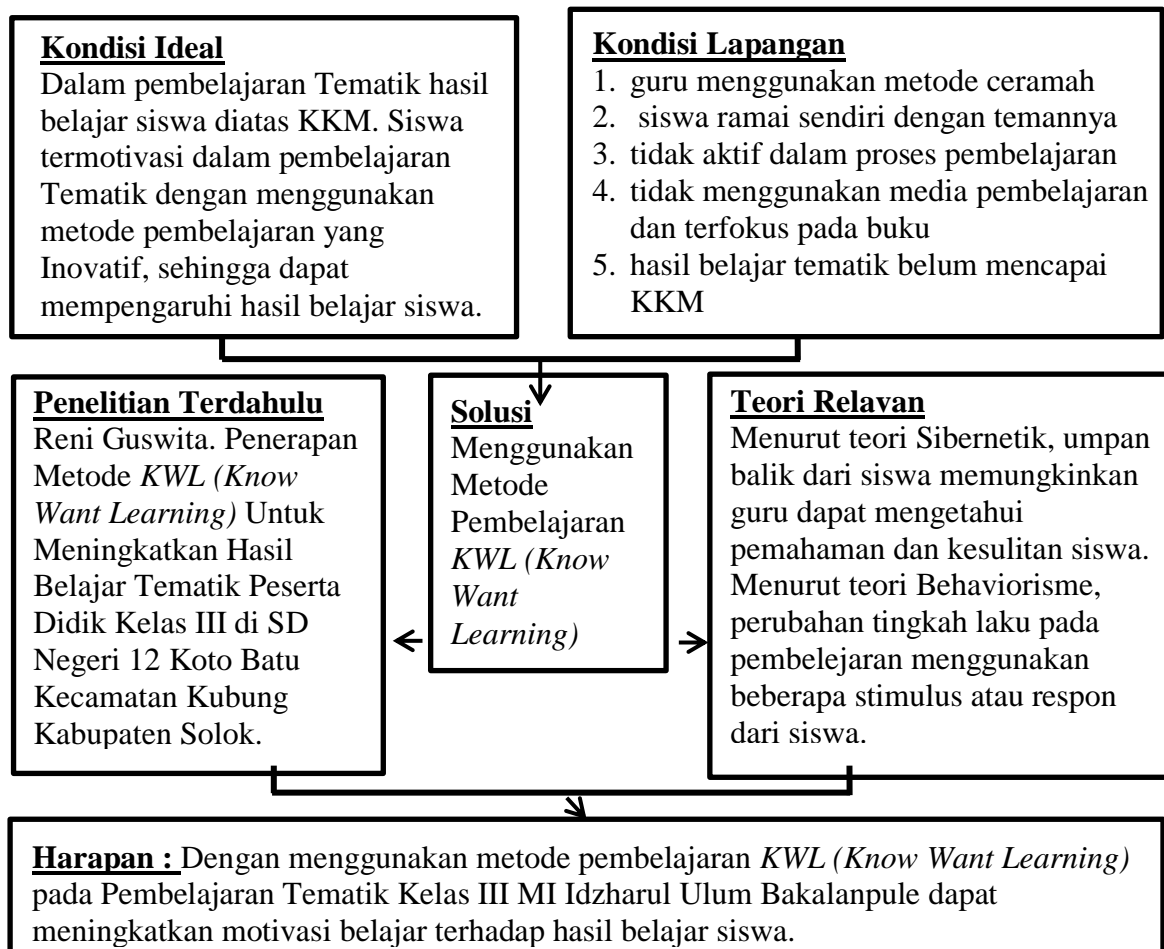 Kondisi Ideal
Dalam pembelajaran Tematik hasil
belajar siswa diatas KKM. Siswa
termotivasi dalam pembelajaran
Tematik dengan menggunakan
metode pembelajaran yang
Inovatif, sehingga dapat
mempengaruhi hasil belajar siswa.
Kondisi Lapangan
1. guru menggunakan metode ceramah
2. siswa ramai sendiri dengan temannya
3. tidak aktif dalam proses pembelajaran
4. tidak menggunakan media pembelajaran
dan terfokus pada buku
5. hasil belajar tematik belum mencapai
KKM
Penelitian Terdahulu
Reni Guswita. Penerapan
Metode KWL (Know
Want Learning) Untuk
Meningkatkan Hasil
Belajar Tematik Peserta
Didik Kelas III di SD
Negeri 12 Koto Batu
Kecamatan Kubung
Kabupaten Solok.
Solusi
Menggunakan
Metode
Pembelajaran
KWL (Know
Want
Learning)
Teori Relavan
Menurut teori Sibernetik, umpan
balik dari siswa memungkinkan
guru dapat mengetahui
pemahaman dan kesulitan siswa.
Menurut teori Behaviorisme,
perubahan tingkah laku pada
pembelejaran menggunakan
beberapa stimulus atau respon
dari siswa.
Harapan : Dengan menggunakan metode pembelajaran KWL (Know Want Learning)
pada Pembelajaran Tematik Kelas III MI Idzharul Ulum Bakalanpule dapat
meningkatkan motivasi belajar terhadap hasil belajar siswa.